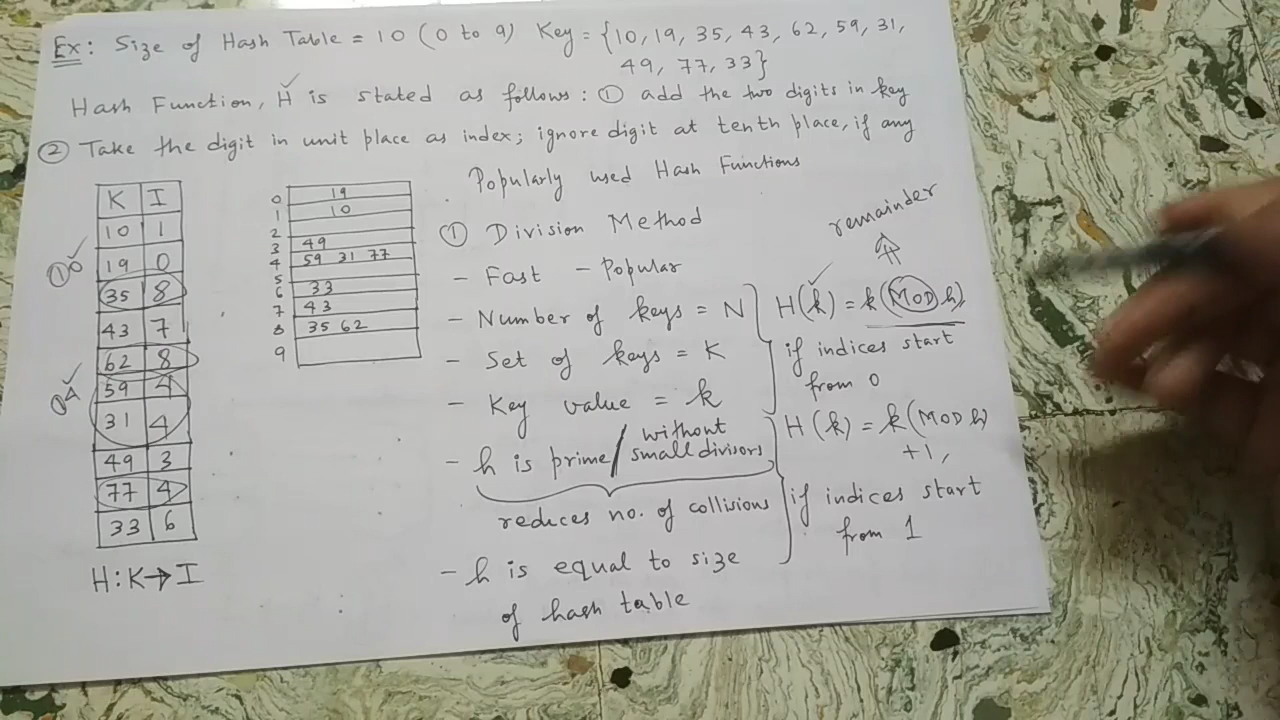 Ex: Size of Hash Table = 10 (0 to 9) Key = {10, 19, 35, 43, 62, 59, 31,
49, 77, 33}
Hash Function, H is stated as follows: ① add the two digits in key
② Take the digit in unit place as index; ignore digit at tenth place, if any
K I
10 1
19 0
35 8
43 7
62 8
59 4
31 4
49 3
77 4
33 6
H: K → I
0 19
1 10
2
3 49
4 59 31 77
5
6 33
7 43
8 35 62
9
Popularly used Hash Functions
① Division Method
- Fast - Popular
- Number of keys = N
- Set of keys = K
- Key value = k
- h is prime / without small divisors
reduces no. of collisions
- h is equal to size
of hash table
remainder
H(k) = k (MOD h)
if indices start
from 0
H(k) = k (MOD h)
+1,
if indices start
from 1